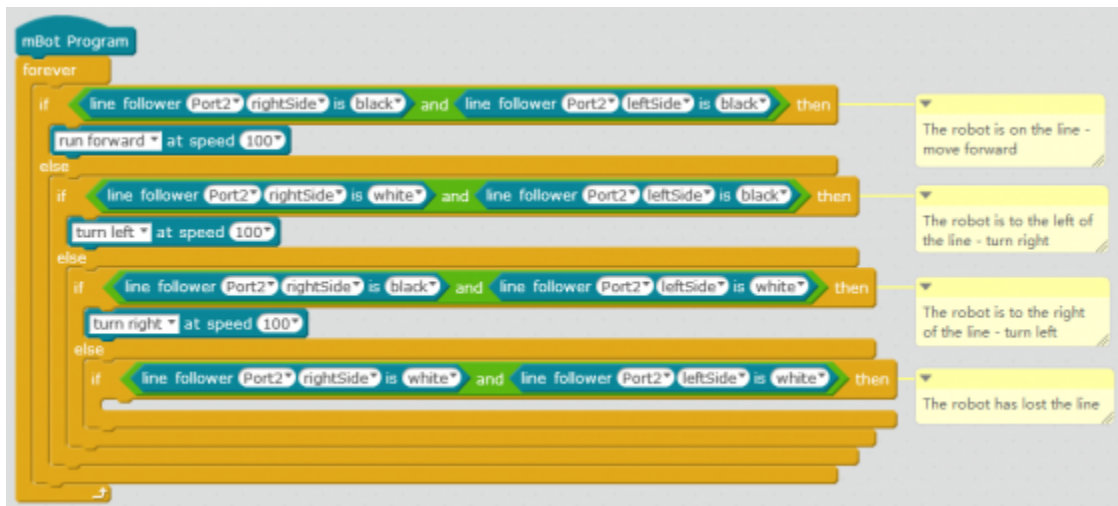 mBot Program
forever
if line follower Port2 rightSide is black and line follower Port2 leftSide is black then
The robot is on the line -
move forward
run forward at speed 100
else
if line follower Port2 rightSide is white and line follower Port2 leftSide is black then
The robot is to the left of
the line - turn right
turn left at speed 100
else
if line follower Port2 rightSide is black and line follower Port2 leftSide is white then
The robot is to the right
of the line - turn left
turn right at speed 100
else
if line follower Port2 rightSide is white and line follower Port2 leftSide is white then
The robot has lost the line